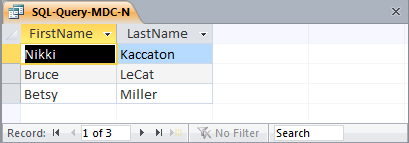 SQL-Query-MDC-N
FirstName LastName
Nikki Kaccaton
Bruce LeCat
Betsy Miller
Record: 1 of 3 No Filter Search